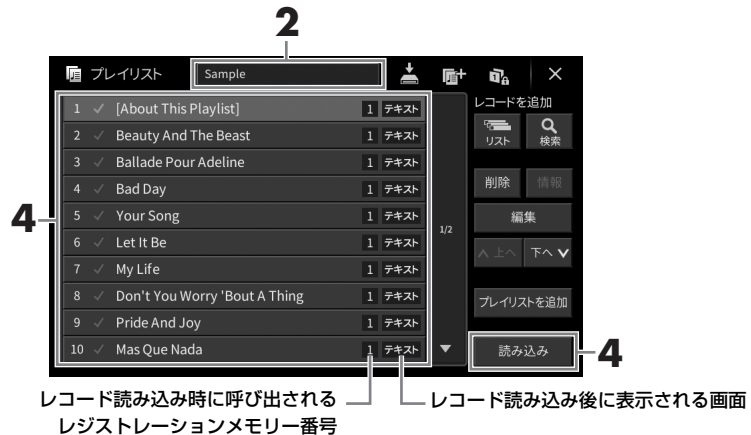 2
プレイリスト Sample
1 [About This Playlist] 1 テキスト
2 Beauty And The Beast 1 テキスト
3 Ballade Pour Adeline 1 テキスト
4 Bad Day 1 テキスト
5 Your Song 1 テキスト
6 Let It Be 1 テキスト
7 My Life 1 テキスト
8 Don't You Worry 'Bout A Thing 1 テキスト
9 Pride And Joy 1 テキスト
10 Mas Que Nada 1 テキスト
4
1/2
レコードを追加
リスト 検索
削除 情報
編集
上へ 下へ
プレイリストを追加
読み込み
4
レコード読み込み時に呼び出される
レジストレーションメモリー番号
レコード読み込み後に表示される画面